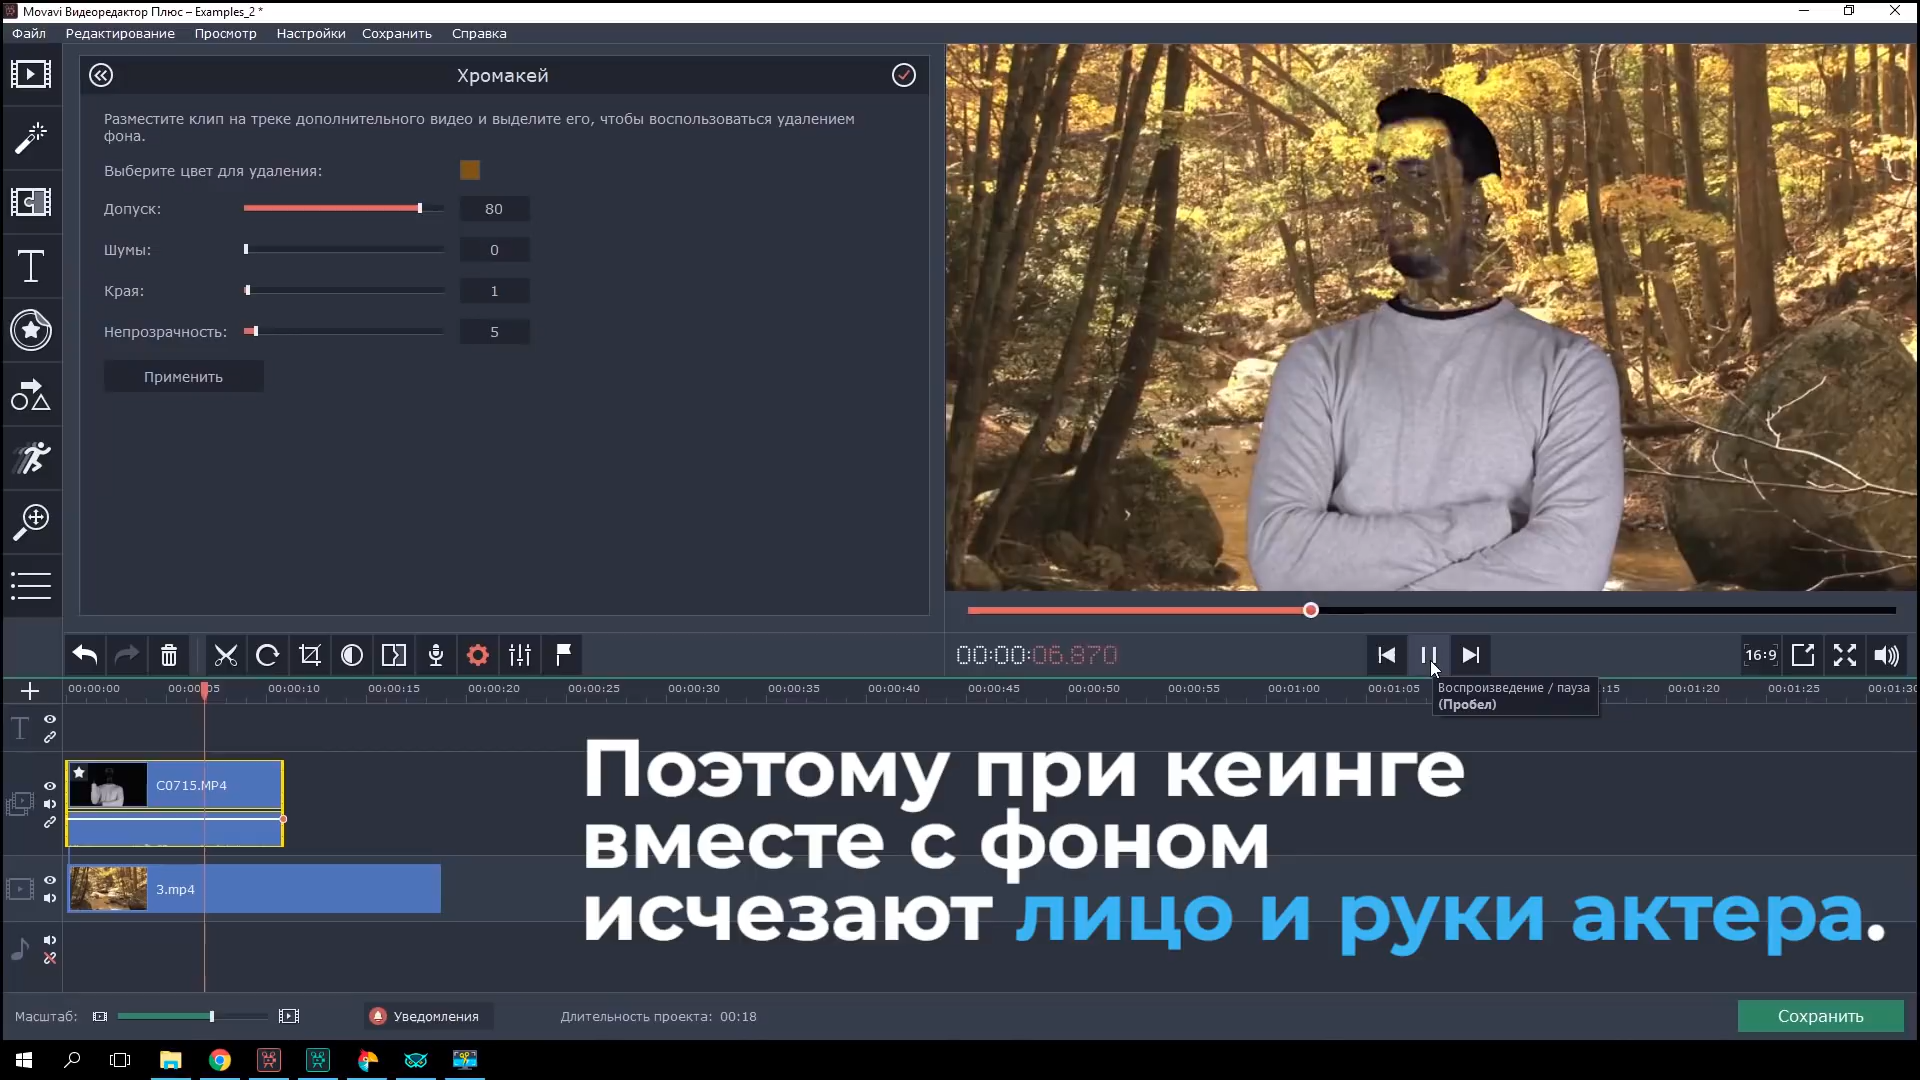 Movavi Видеоредактор Плюс – Examples_2 *
Файл Редактирование Просмотр Настройки Сохранить Справка
Хромакей
Разместите клип на треке дополнительного видео и выделите его, чтобы воспользоваться удалением
фона.
Выберите цвет для удаления:
Допуск: 80
Шумы: 0
Края: 1
Непрозрачность: 5
Применить
00:00:06.870
16:9
00:00:00 00:00:05 00:00:10 00:00:15 00:00:20 00:00:25 00:00:30 00:00:35 00:00:40 00:00:45 00:00:50 00:00:55 00:01:00 00:01:05 :15 00:01:20 00:01:25 00:01:30
Воспроизведение / пауза
(Пробел)
C0715.MP4
3.mp4
Поэтому при кеинге
вместе с фоном
исчезают лицо и руки актера.
Масштаб: Уведомления Длительность проекта: 00:18
Сохранить